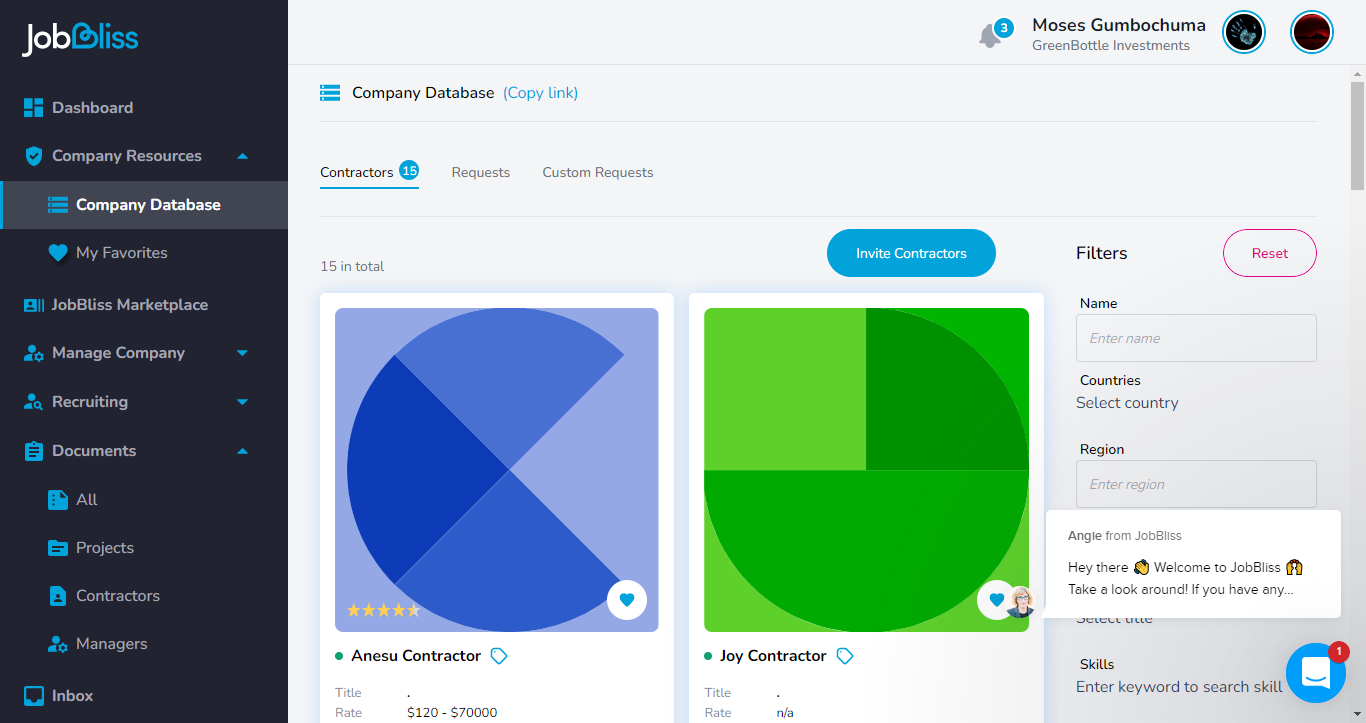 JobBliss
3
Moses Gumbochuma
GreenBottle Investments
Dashboard
Company Resources
Company Database
My Favorites
JobBliss Marketplace
Manage Company
Recruiting
Documents
All
Projects
Contractors
Managers
Inbox
Company Database (Copy link)
Contractors 15 Requests Custom Requests
15 in total
Invite Contractors
Anesu Contractor
Title .
Rate $120 - $70000
Joy Contractor
Title .
Rate n/a
Filters
Reset
Name
Enter name
Countries
Select country
Region
Enter region
Angie from JobBliss
Hey there 👏 Welcome to JobBliss 🙌
Take a look around! If you have any...
Select title
Skills
Enter keyword to search skill
1